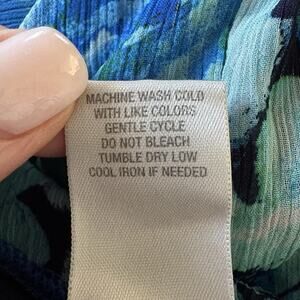 MACHINE WASH COLD
WITH LIKE COLORS
GENTLE CYCLE
DO NOT BLEACH
TUMBLE DRY LOW
COOL IRON IF NEEDED